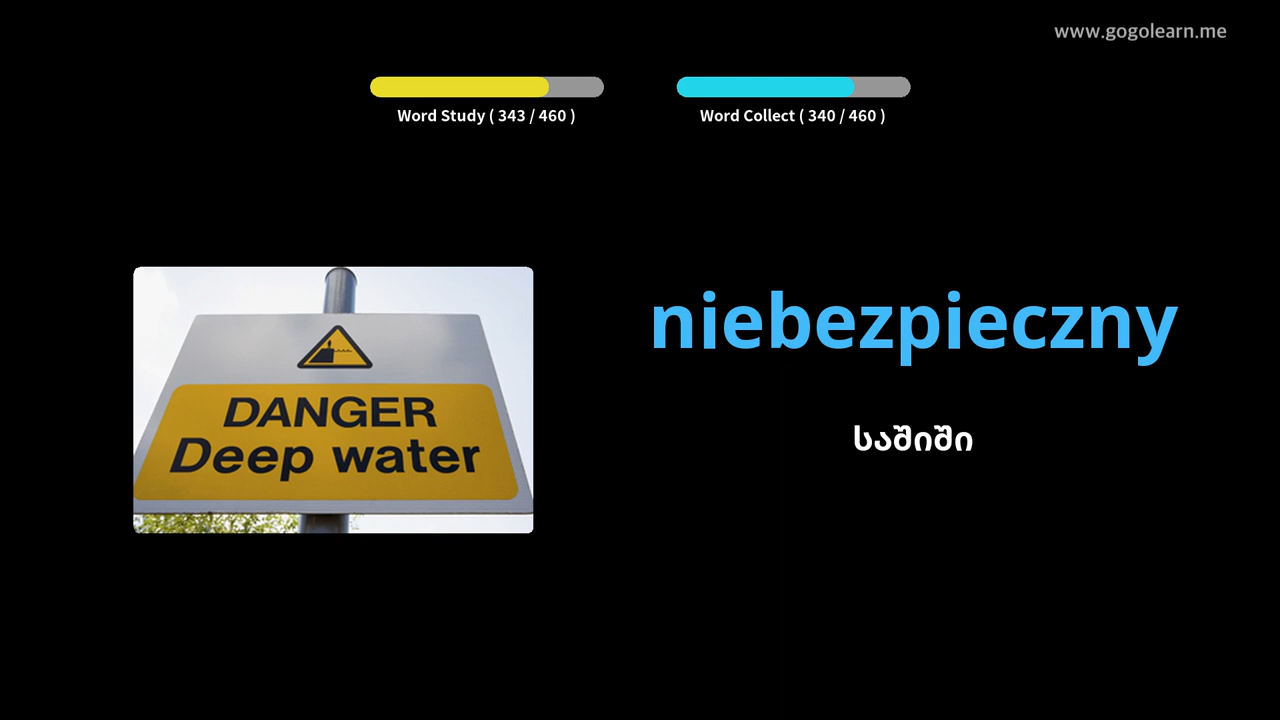 www.gogolearn.me
Word Study ( 343 / 460 )
Word Collect ( 340 / 460 )
DANGER
Deep water
niebezpieczny
საშიში